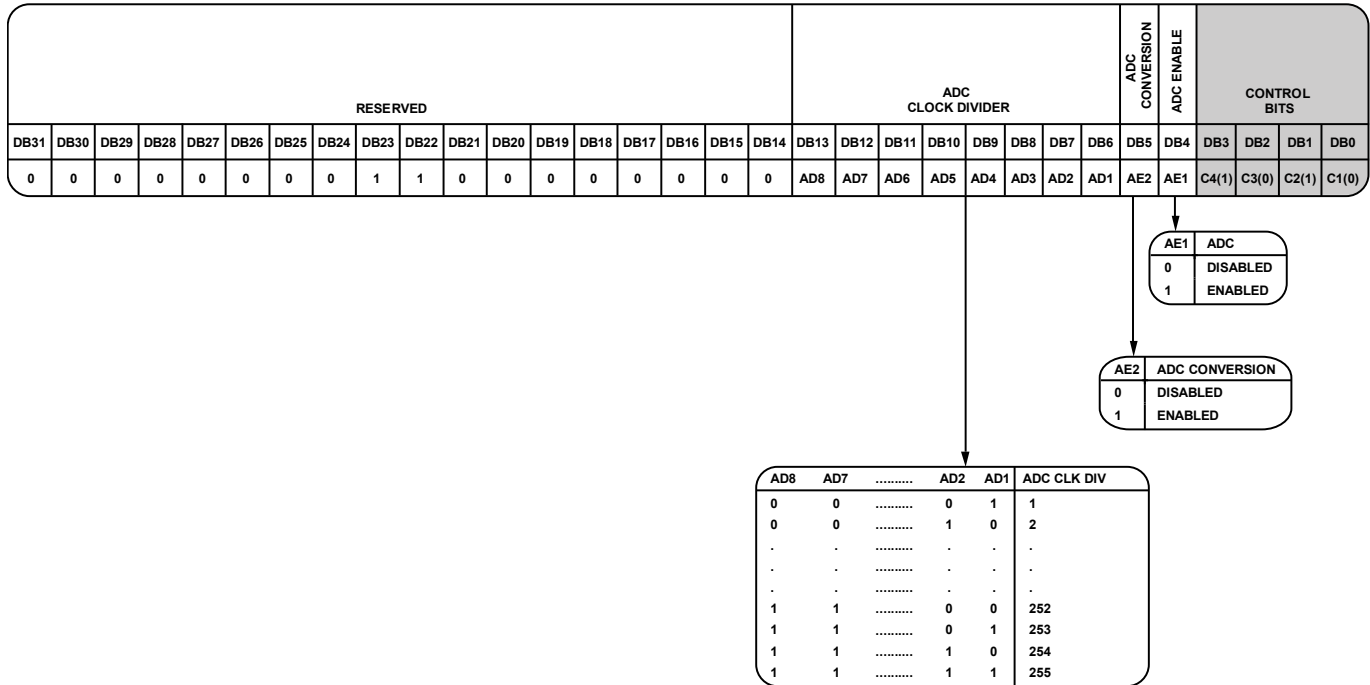 RESERVED
ADC
CLOCK DIVIDER
ADC
CONVERSION
ADC ENABLE
CONTROL
BITS
DB31 DB30 DB29 DB28 DB27 DB26 DB25 DB24 DB23 DB22 DB21 DB20 DB19 DB18 DB17 DB16 DB15 DB14 DB13 DB12 DB11 DB10 DB9 DB8 DB7 DB6 DB5 DB4 DB3 DB2 DB1 DB0
0 0 0 0 0 0 0 0 1 1 0 0 0 0 0 0 0 0 AD8 AD7 AD6 AD5 AD4 AD3 AD2 AD1 AE2 AE1 C4(1) C3(0) C2(1) C1(0)
AE1 ADC
0 DISABLED
1 ENABLED
AE2 ADC CONVERSION
0 DISABLED
1 ENABLED
AD8 AD7 .......... AD2 AD1 ADC CLK DIV
0 0 .......... 0 1 1
0 0 .......... 1 0 2
. . .......... . . .
. . .......... . . .
. . .......... . . .
1 1 .......... 0 0 252
1 1 .......... 0 1 253
1 1 .......... 1 0 254
1 1 .......... 1 1 255